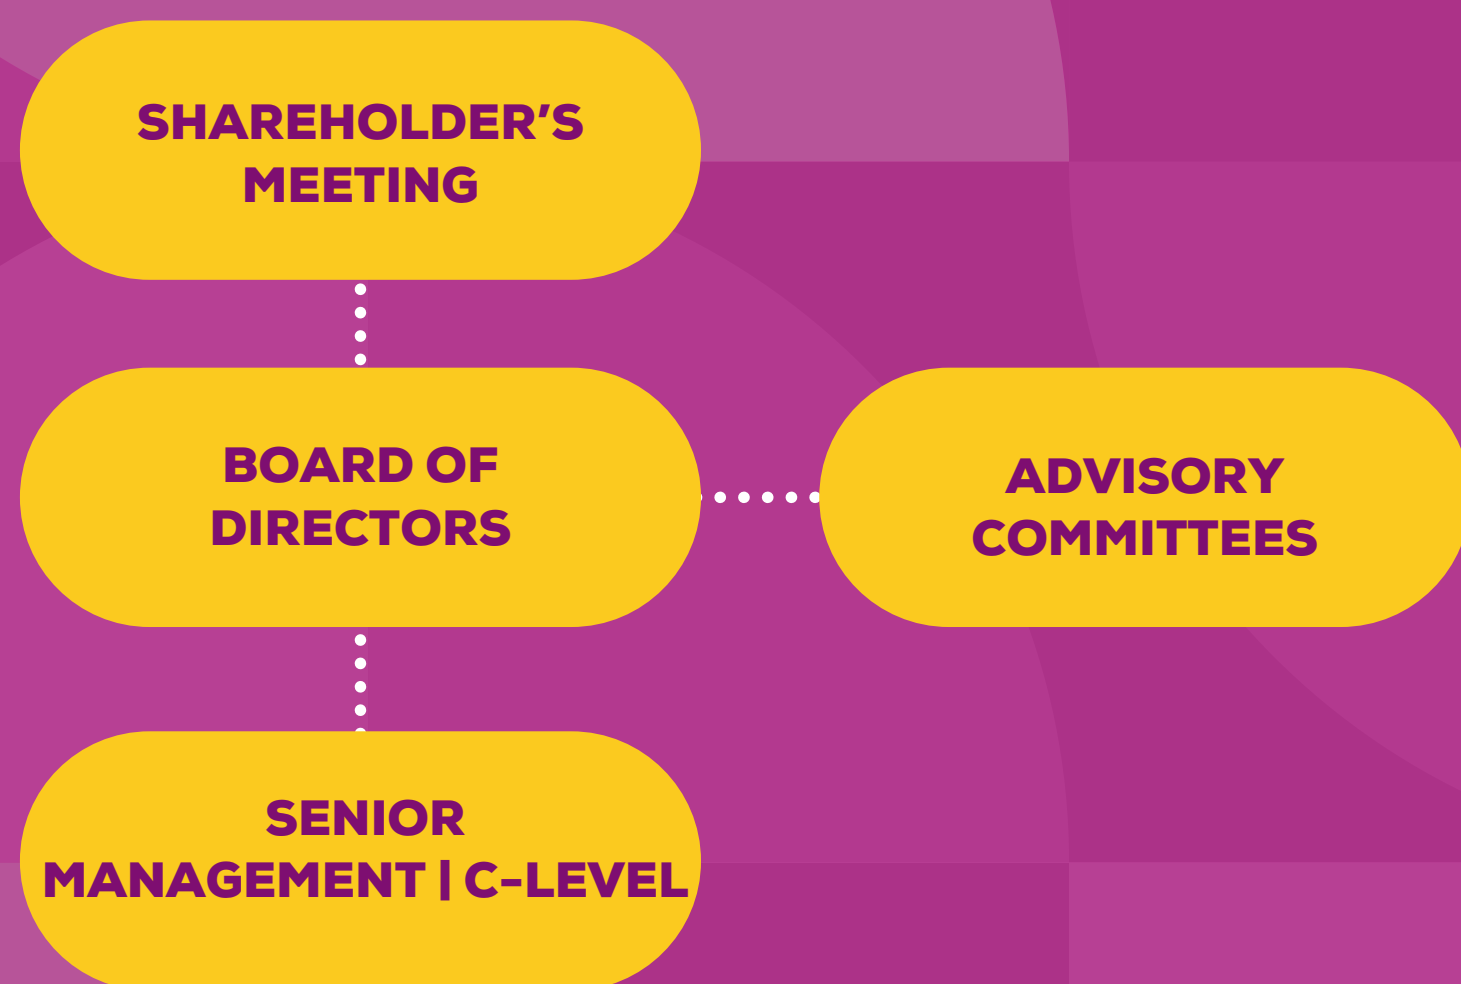 SHAREHOLDER’S
MEETING
BOARD OF
DIRECTORS
ADVISORY
COMMITTEES
SENIOR
MANAGEMENT | C-LEVEL